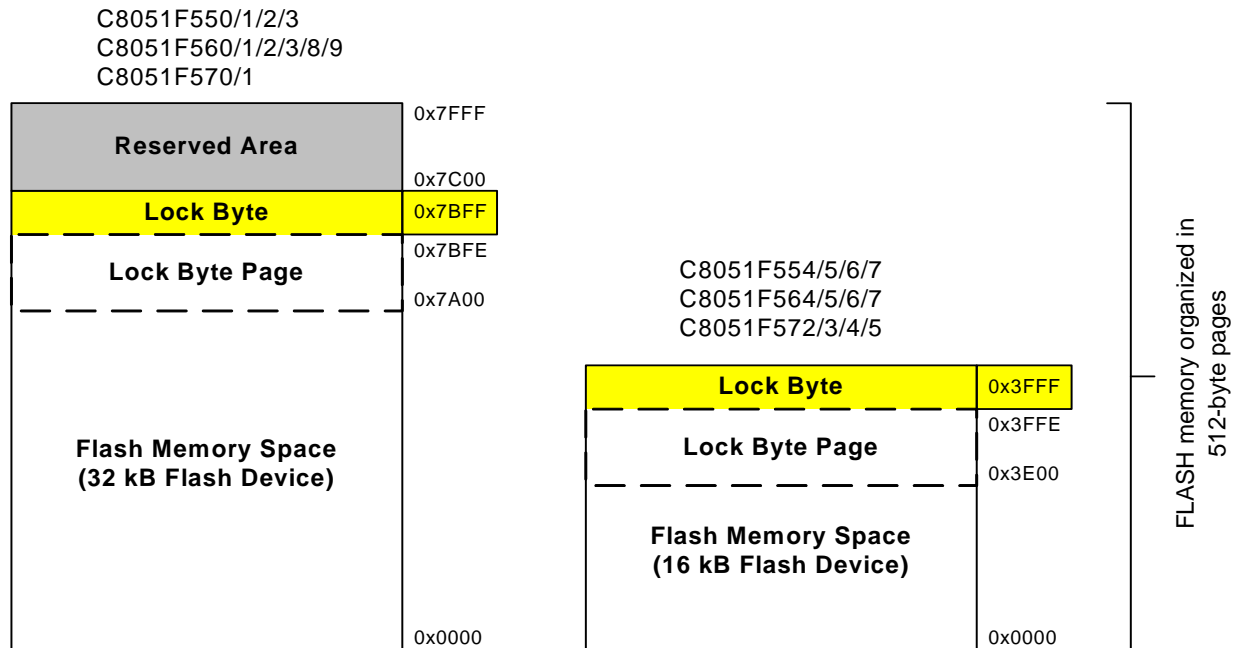 C8051F550/1/2/3
C8051F560/1/2/3/8/9
C8051F570/1
0x7FFF
Reserved Area
0x7C00
Lock Byte
0x7BFF
0x7BFE
Lock Byte Page
0x7A00
Flash Memory Space
(32 kB Flash Device)
0x0000
C8051F554/5/6/7
C8051F564/5/6/7
C8051F572/3/4/5
Lock Byte
0x3FFF
0x3FFE
Lock Byte Page
0x3E00
Flash Memory Space
(16 kB Flash Device)
0x0000
FLASH memory organized in
512-byte pages